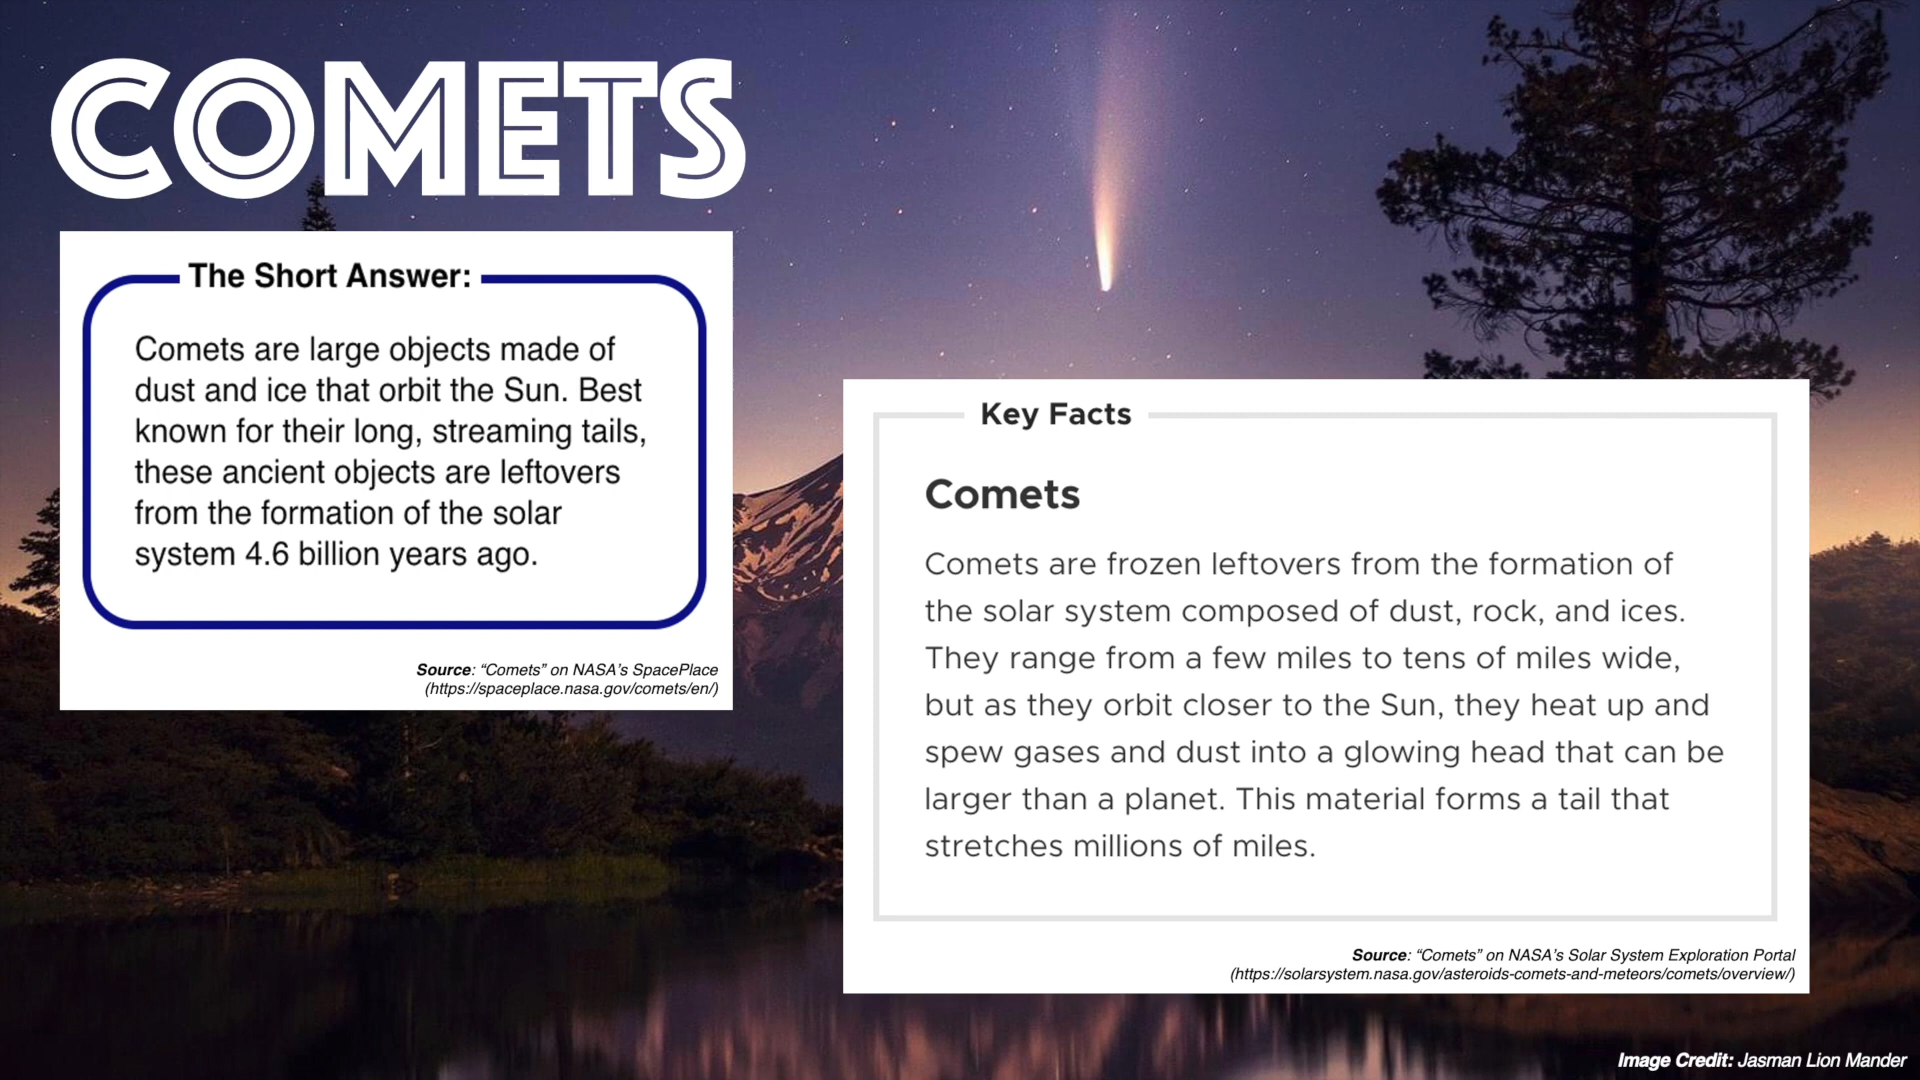 COMETS
The Short Answer:
Comets are large objects made of
dust and ice that orbit the Sun. Best
known for their long, streaming tails,
these ancient objects are leftovers
from the formation of the solar
system 4.6 billion years ago.
Source: “Comets” on NASA’s SpacePlace
(https://spaceplace.nasa.gov/comets/en/)
Key Facts
Comets
Comets are frozen leftovers from the formation of
the solar system composed of dust, rock, and ices.
They range from a few miles to tens of miles wide,
but as they orbit closer to the Sun, they heat up and
spew gases and dust into a glowing head that can be
larger than a planet. This material forms a tail that
stretches millions of miles.
Source: “Comets” on NASA’s Solar System Exploration Portal
(https://solarsystem.nasa.gov/asteroids-comets-and-meteors/comets/overview/)
Image Credit: Jasman Lion Mander